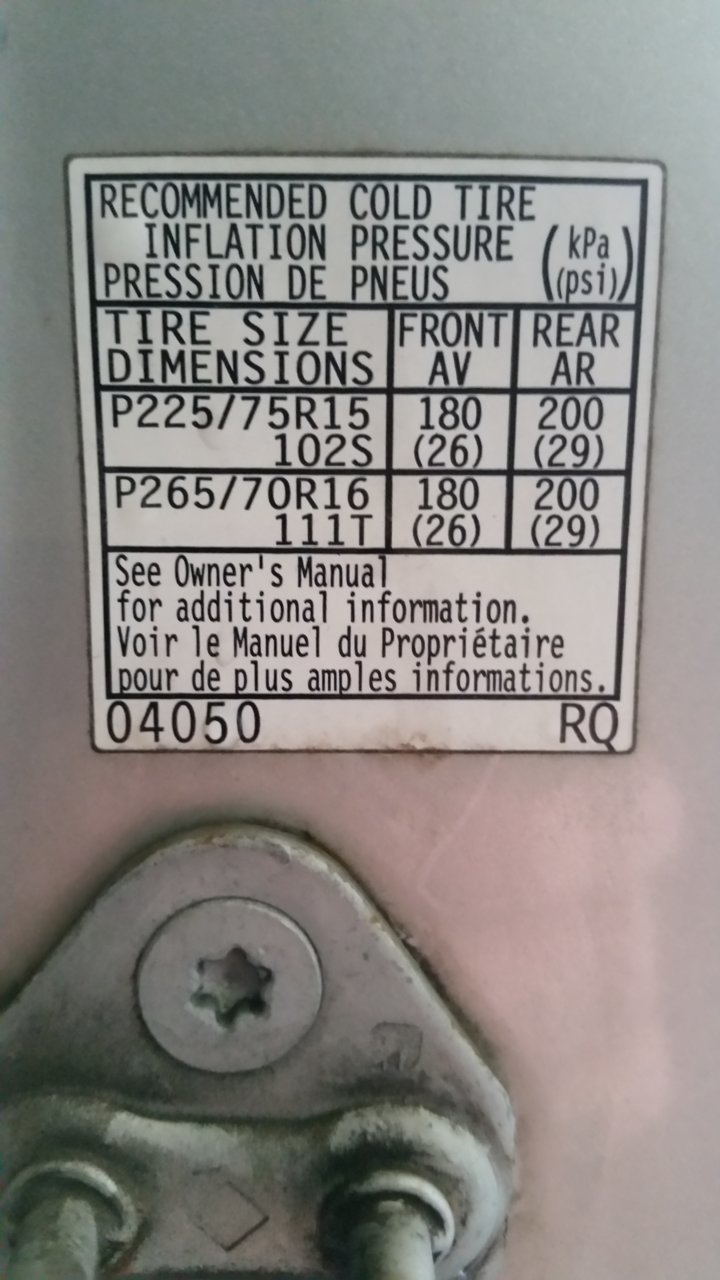 RECOMMENDED COLD TIRE
INFLATION PRESSURE (kPa
PRESSION DE PNEUS (psi))
TIRE SIZE FRONT REAR
DIMENSIONS AV AR
P225/75R15 180 200
102S (26) (29)
P265/70R16 180 200
111T (26) (29)
See Owner's Manual
for additional information.
Voir le Manuel du Propriétaire
pour de plus amples informations.
04050 RQ